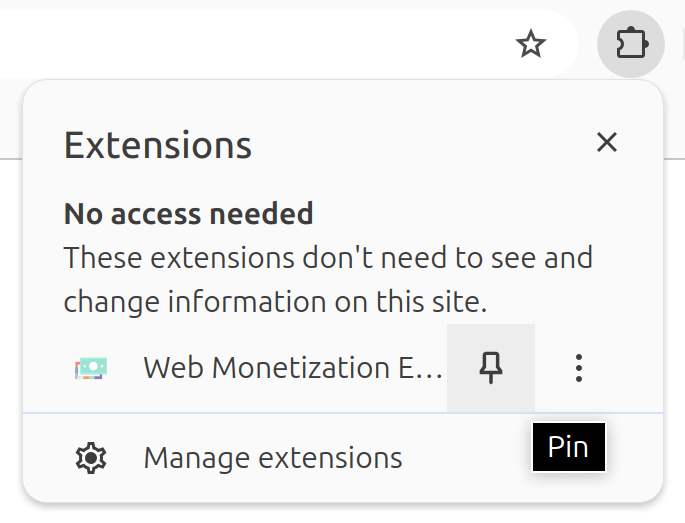 Extensions
No access needed
These extensions don't need to see and
change information on this site.
Web Monetization E...
Manage extensions
Pin